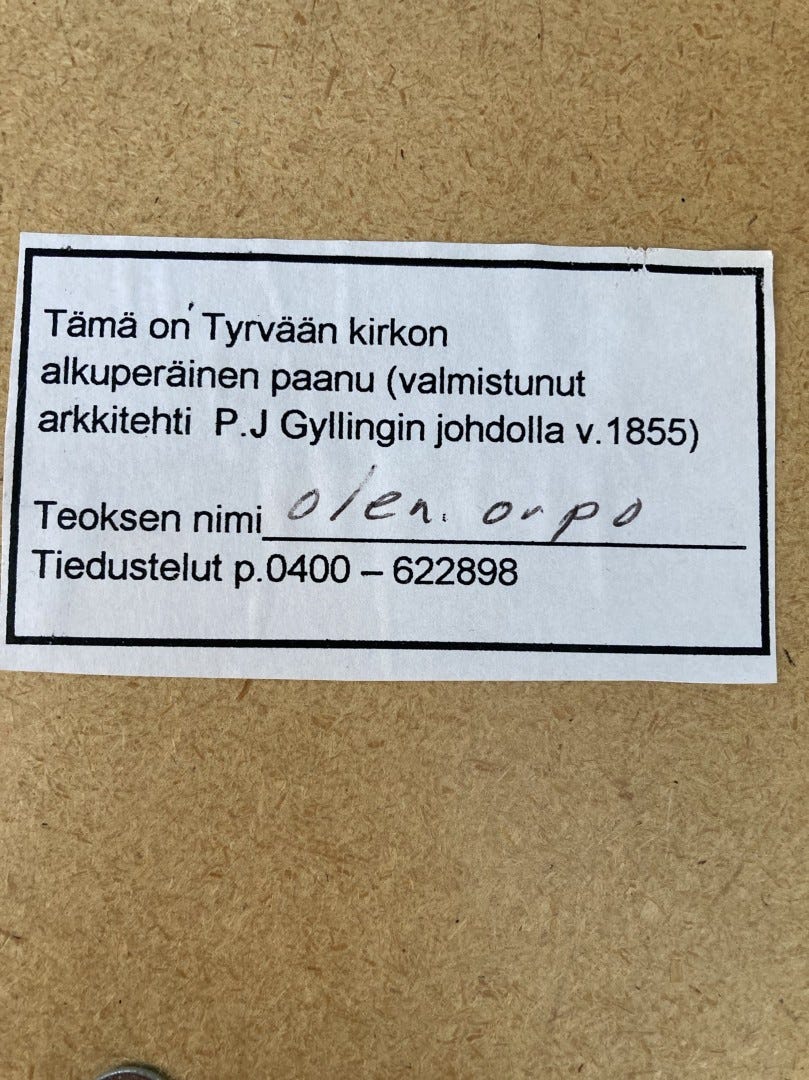 Tämä on Tyrvään kirkon
alkuperäinen paanu (valmistunut
arkkitehti P.J Gyllingin johdolla v.1855)
Teoksen nimi olen orpo
Tiedustelut p.0400 – 622898